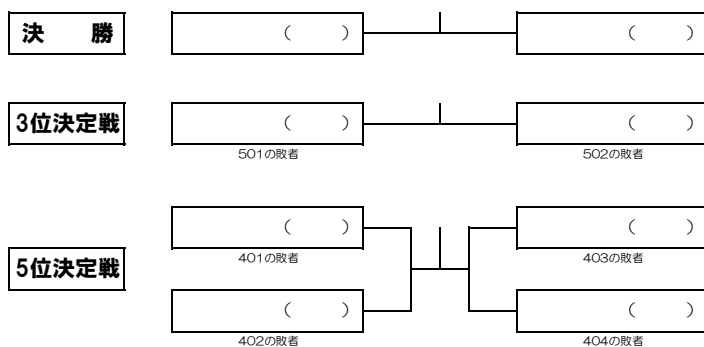 決　勝 （　　） （　　）
3位決定戦 （　　） （　　）
501の敗者 502の敗者
（　　） （　　）
401の敗者 403の敗者
5位決定戦
（　　） （　　）
402の敗者 404の敗者